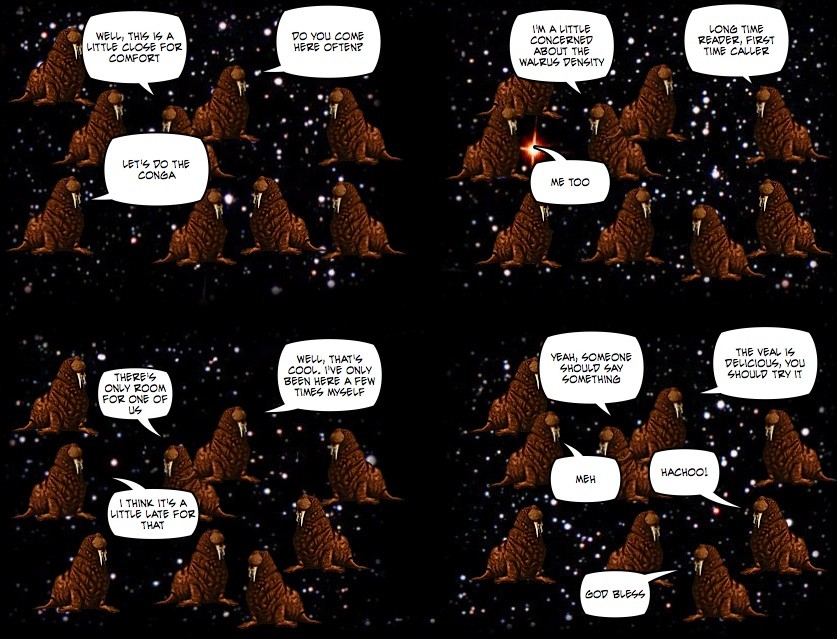 WELL, THIS IS A
LITTLE CLOSE FOR
COMFORT
DO YOU COME
HERE OFTEN?
LET'S DO THE
CONGA
I'M A LITTLE
CONCERNED
ABOUT THE
WALRUS DENSITY
LONG TIME
READER, FIRST
TIME CALLER
ME TOO
THERE'S
ONLY ROOM
FOR ONE OF
US
WELL, THAT'S
COOL. I'VE ONLY
BEEN HERE A FEW
TIMES MYSELF
I THINK IT'S A
LITTLE LATE FOR
THAT
YEAH, SOMEONE
SHOULD SAY
SOMETHING
THE VEAL IS
DELICIOUS, YOU
SHOULD TRY IT
MEH
HACHOO!
GOD BLESS